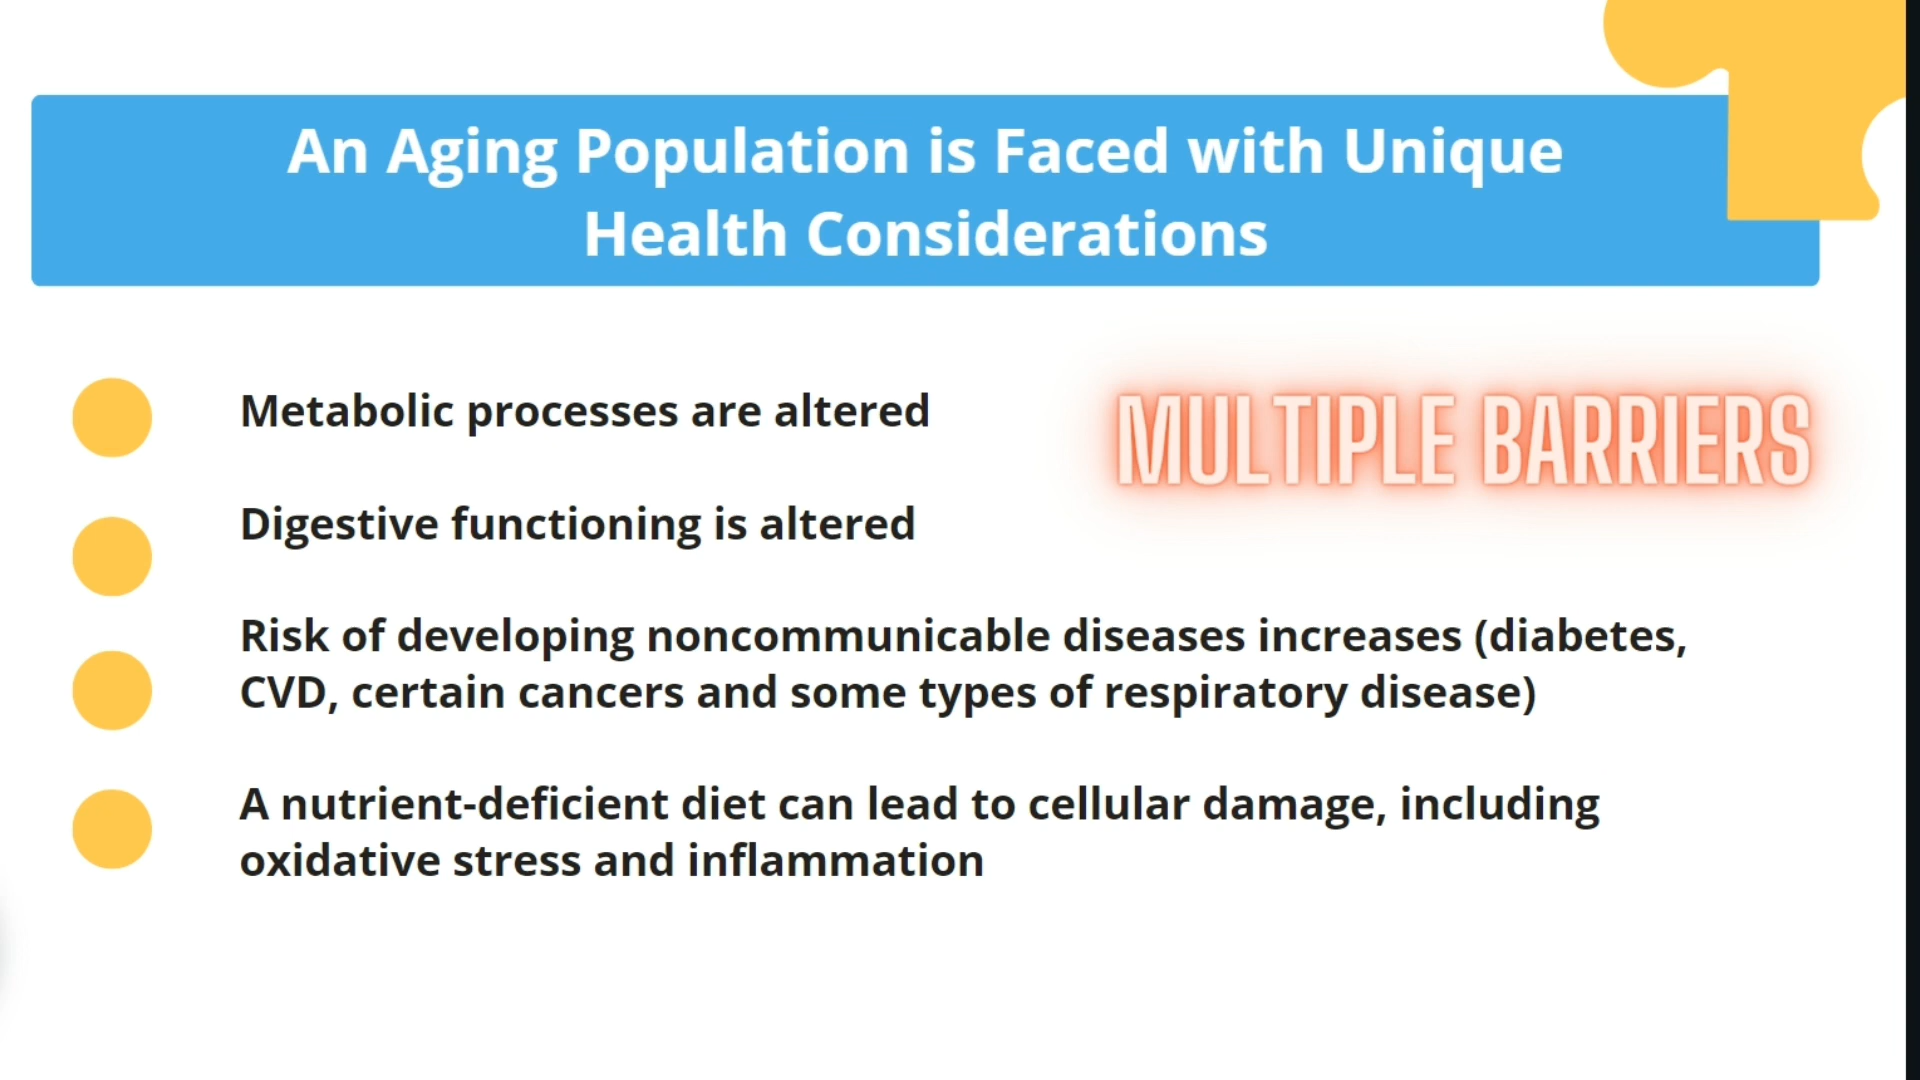 An Aging Population is Faced with Unique
Health Considerations
Metabolic processes are altered
MULTIPLE BARRIERS
Digestive functioning is altered
Risk of developing noncommunicable diseases increases (diabetes,
CVD, certain cancers and some types of respiratory disease)
A nutrient-deficient diet can lead to cellular damage, including
oxidative stress and inflammation